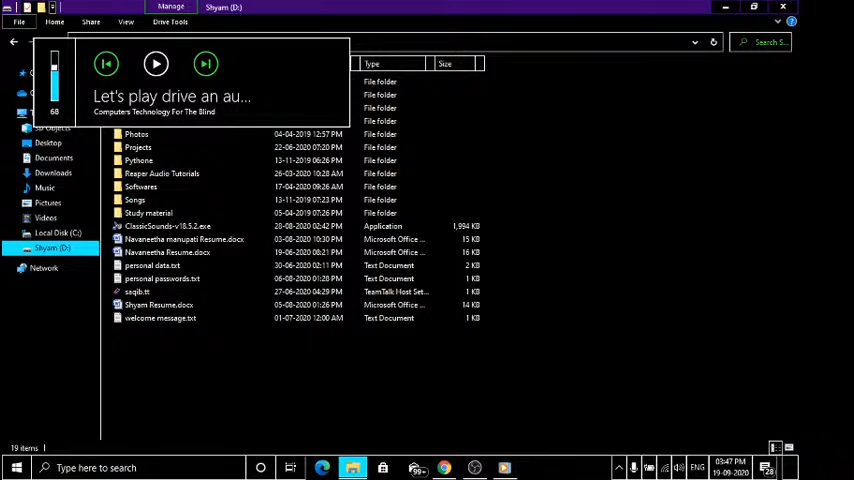 Manage Shyam (D:)
File Home Share View Drive Tools
Search S...
68
Let's play drive an au...
Computers Technology For The Blind
Type Size
File folder
File folder
File folder
File folder
Photos 04-04-2019 12:57 PM File folder
Projects 22-06-2020 07:20 PM File folder
Pythone 13-11-2019 06:26 PM File folder
Reaper Audio Tutorials 26-03-2020 10:28 AM File folder
Softwares 17-04-2020 09:26 AM File folder
Songs 13-11-2019 07:23 PM File folder
Study material 05-04-2019 07:26 PM File folder
ClassicSounds-v18.5.2.exe 28-08-2020 02:42 PM Application 1,994 KB
Navaneetha manupati Resume.docx 03-08-2020 10:30 PM Microsoft Office ... 15 KB
Navaneetha Resume.docx 19-06-2020 08:21 PM Microsoft Office ... 16 KB
personal data.txt 30-06-2020 02:11 PM Text Document 2 KB
personal passwords.txt 06-08-2020 01:28 PM Text Document 1 KB
saqib.tt 27-06-2020 04:29 PM TeamTalk Host Set... 1 KB
Shyam Resume.docx 05-08-2020 01:26 PM Microsoft Office ... 14 KB
welcome message.txt 01-07-2020 12:00 AM Text Document 1 KB
3D Objects
Desktop
Documents
Downloads
Music
Pictures
Videos
Local Disk (C:)
Shyam (D:)
Network
19 items
Type here to search
99+
ENG
03:47 PM
19-09-2020
28